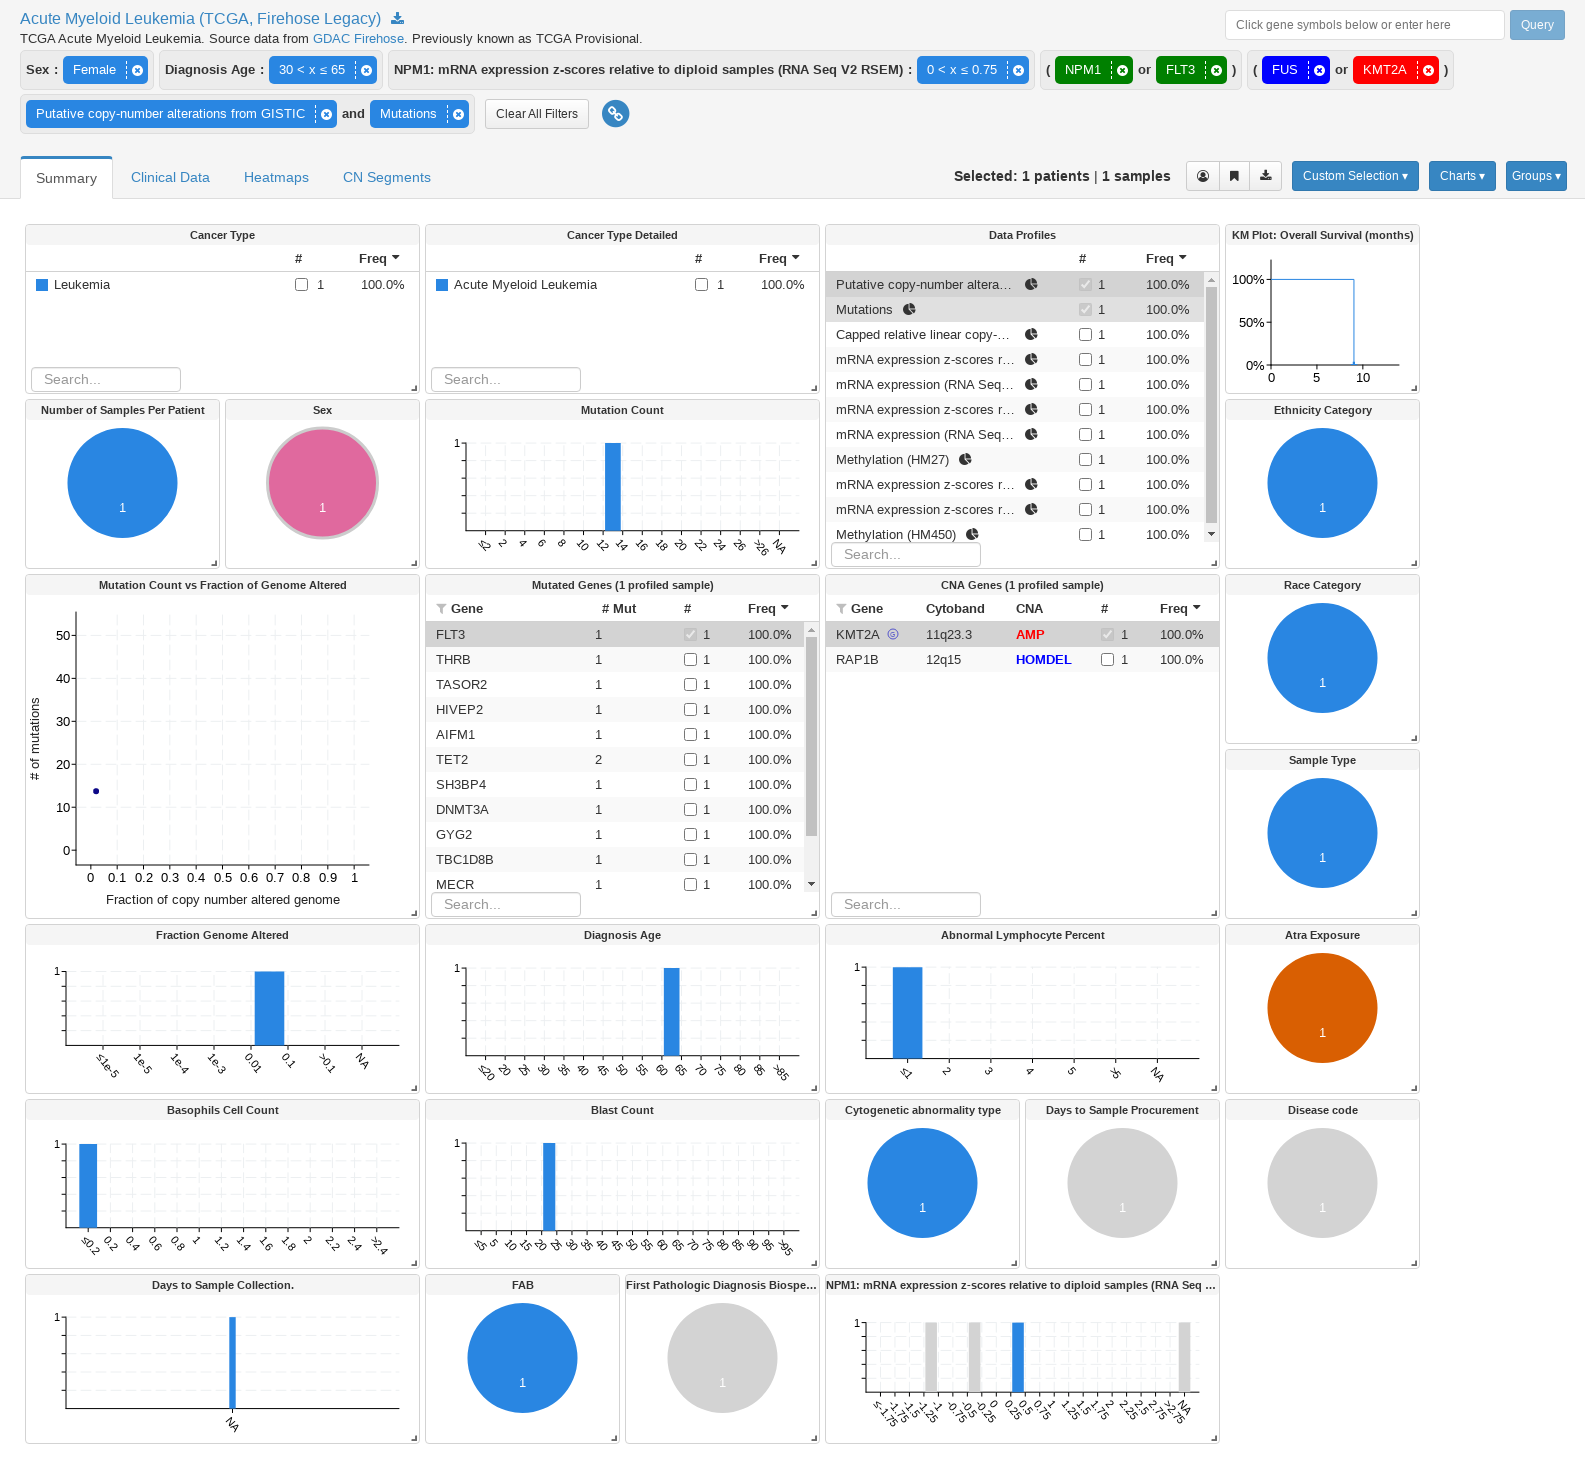 Acute Myeloid Leukemia (TCGA, Firehose Legacy)
Click gene symbols below or enter here
Query
TCGA Acute Myeloid Leukemia. Source data from GDAC Firehose. Previously known as TCGA Provisional.
Sex : Female Diagnosis Age : 30 < x ≤ 65 NPM1: mRNA expression z-scores relative to diploid samples (RNA Seq V2 RSEM) : 0 < x ≤ 0.75 ( NPM1 or FLT3 ) ( FUS or KMT2A )
Putative copy-number alterations from GISTIC and Mutations Clear All Filters
Summary Clinical Data Heatmaps CN Segments Selected: 1 patients | 1 samples Custom Selection ▾ Charts ▾ Groups ▾
Cancer Type
# Freq
Leukemia 1 100.0%
Search...
Cancer Type Detailed
# Freq
Acute Myeloid Leukemia 1 100.0%
Search...
Data Profiles
# Freq
Putative copy-number altera... 1 100.0%
Mutations 1 100.0%
Capped relative linear copy-... 1 100.0%
mRNA expression z-scores r... 1 100.0%
mRNA expression (RNA Seq... 1 100.0%
mRNA expression z-scores r... 1 100.0%
mRNA expression (RNA Seq... 1 100.0%
Methylation (HM27) 1 100.0%
mRNA expression z-scores r... 1 100.0%
mRNA expression z-scores r... 1 100.0%
Methylation (HM450) 1 100.0%
Search...
KM Plot: Overall Survival (months)
100%
50%
0%
0 5 10
Number of Samples Per Patient
1
Sex
1
Mutation Count
1
≤2 2 4 6 8 10 12 14 16 18 20 22 24 26 >26 NA
Ethnicity Category
1
Mutation Count vs Fraction of Genome Altered
# of mutations
50
40
30
20
10
0
0 0.1 0.2 0.3 0.4 0.5 0.6 0.7 0.8 0.9 1
Fraction of copy number altered genome
Mutated Genes (1 profiled sample)
Gene # Mut # Freq
FLT3 1 1 100.0%
THRB 1 1 100.0%
TASOR2 1 1 100.0%
HIVEP2 1 1 100.0%
AIFM1 1 1 100.0%
TET2 2 1 100.0%
SH3BP4 1 1 100.0%
DNMT3A 1 1 100.0%
GYG2 1 1 100.0%
TBC1D8B 1 1 100.0%
MECR 1 1 100.0%
Search...
CNA Genes (1 profiled sample)
Gene Cytoband CNA # Freq
KMT2A G 11q23.3 AMP 1 100.0%
RAP1B 12q15 HOMDEL 1 100.0%
Search...
Race Category
1
Sample Type
1
Fraction Genome Altered
1
≤1e-5 1e-5 1e-4 1e-3 0.01 0.1 >0.1 NA
Diagnosis Age
1
≤20 20 25 30 35 40 45 50 55 60 65 70 75 80 85 >85
Abnormal Lymphocyte Percent
1
≤1 2 3 4 5 >5 NA
Atra Exposure
1
Basophils Cell Count
1
≤0.2 0.2 0.4 0.6 0.8 1 1.2 1.4 1.6 1.8 2 2.2 2.4 >2.4
Blast Count
1
≤5 5 10 15 20 25 30 35 40 45 50 55 60 65 70 75 80 85 90 95 >95
Cytogenetic abnormality type
1
Days to Sample Procurement
1
Disease code
1
Days to Sample Collection.
1
NA
FAB
1
First Pathologic Diagnosis Biospe...
1
NPM1: mRNA expression z-scores relative to diploid samples (RNA Seq ...
1
≤-1.75 -1.75 -1.5 -1.25 -1 -0.75 -0.5 -0.25 0 0.25 0.5 0.75 1 1.25 1.5 1.75 2 2.25 2.5 2.75 >2.75 NA